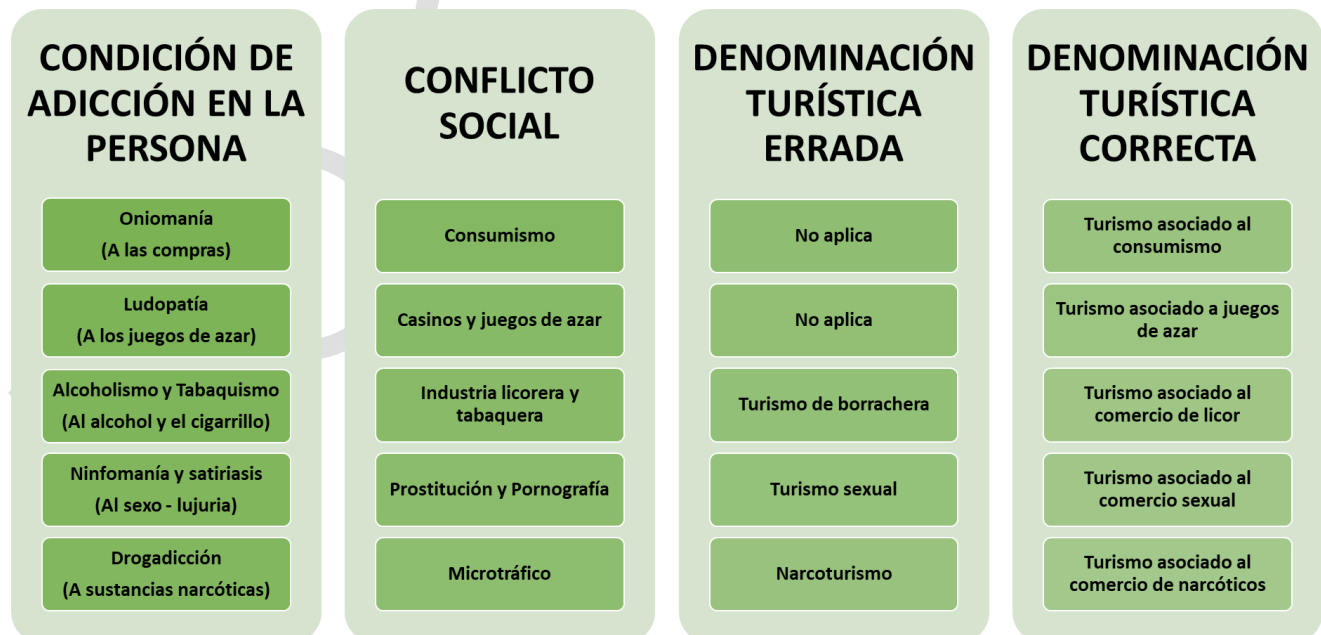 CONDICIÓN DE
ADICCIÓN EN LA
PERSONA
Oniomanía
(A las compras)
Ludopatía
(A los juegos de azar)
Alcoholismo y Tabaquismo
(Al alcohol y el cigarrillo)
Ninfomanía y satiriasis
(Al sexo - lujuria)
Drogadicción
(A sustancias narcóticas)
CONFLICTO
SOCIAL
Consumismo
Casinos y juegos de azar
Industria licorera y
tabaquera
Prostitución y Pornografía
Microtráfico
DENOMINACIÓN
TURÍSTICA
ERRADA
No aplica
No aplica
Turismo de borrachera
Turismo sexual
Narcoturismo
DENOMINACIÓN
TURÍSTICA
CORRECTA
Turismo asociado al
consumismo
Turismo asociado a juegos
de azar
Turismo asociado al
comercio de licor
Turismo asociado al
comercio sexual
Turismo asociado al
comercio de narcóticos